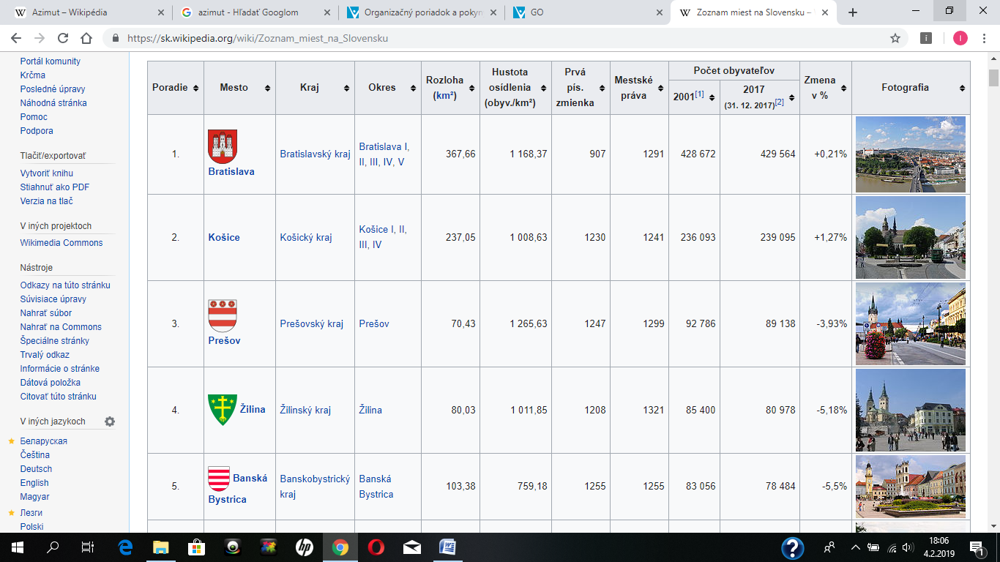 Azimut – Wikipédia
azimut - Hľadať Googlom
Organizačný poriadok a pokyn
GO
Zoznam miest na Slovensku –
https://sk.wikipedia.org/wiki/Zoznam_miest_na_Slovensku
Portál komunity
Krčma
Posledné úpravy
Náhodná stránka
Pomoc
Podpora
Tlačiť/exportovať
Vytvoriť knihu
Stiahnuť ako PDF
Verzia na tlač
V iných projektoch
Wikimedia Commons
Nástroje
Odkazy na túto stránku
Súvisiace úpravy
Nahrať súbor
Nahrať na Commons
Špeciálne stránky
Trvalý odkaz
Informácie o stránke
Dátová položka
Citovať túto stránku
V iných jazykoch
Беларуская
Čeština
Deutsch
English
Magyar
Лезги
Polski
Poradie Mesto Kraj Okres Rozloha (km²) Hustota osídlenia (obyv./km²) Prvá pís. zmienka Mestské práva Počet obyvateľov 2001[1] 2017 (31. 12. 2017)[2] Zmena v % Fotografia
1. Bratislava Bratislavský kraj Bratislava I, II, III, IV, V 367,66 1 168,37 907 1291 428 672 429 564 +0,21%
2. Košice Košický kraj Košice I, II, III, IV 237,05 1 008,63 1230 1241 236 093 239 095 +1,27%
3. Prešov Prešovský kraj Prešov 70,43 1 265,63 1247 1299 92 786 89 138 -3,93%
4. Žilina Žilinský kraj Žilina 80,03 1 011,85 1208 1321 85 400 80 978 -5,18%
5. Banská Bystrica Banskobystrický kraj Banská Bystrica 103,38 759,18 1255 1255 83 056 78 484 -5,5%
18:06
4.2.2019